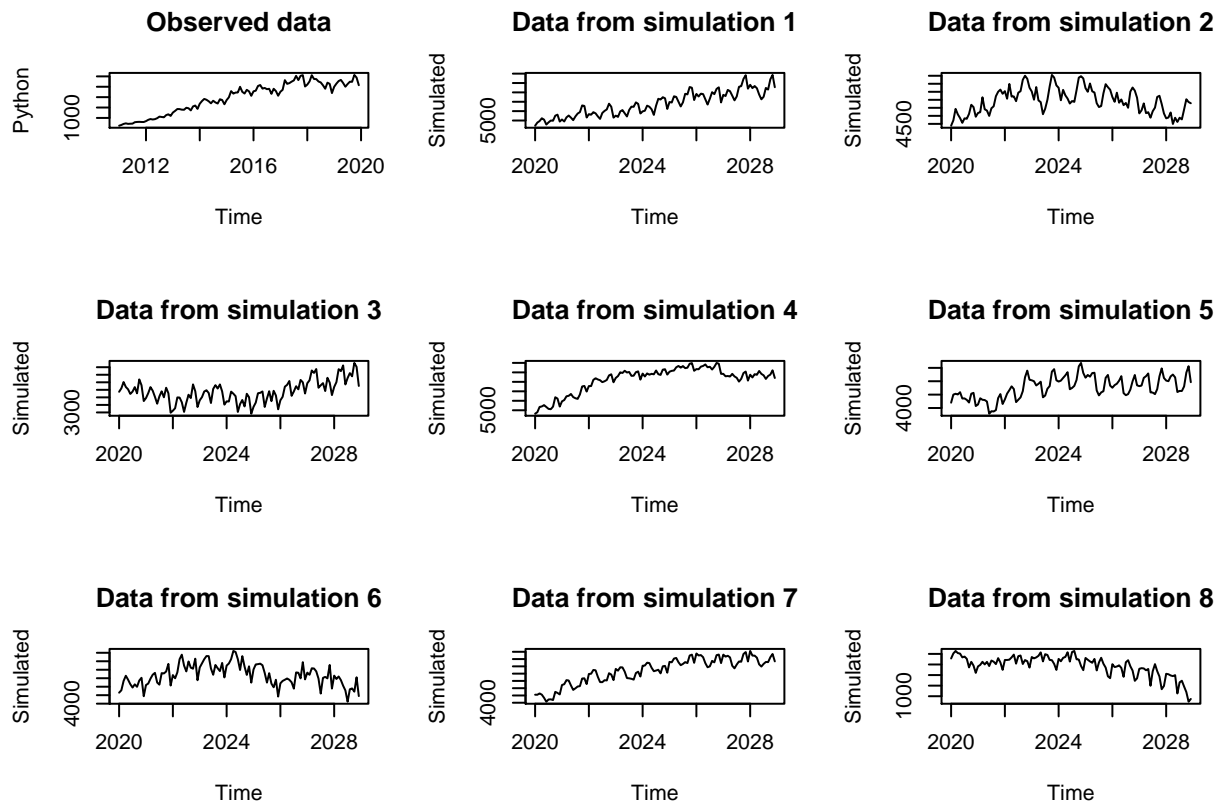 Observed data
Python
1000
2012 2016 2020
Time
Data from simulation 1
Simulated
5000
2020 2024 2028
Time
Data from simulation 2
Simulated
4500
2020 2024 2028
Time
Data from simulation 3
Simulated
3000
2020 2024 2028
Time
Data from simulation 4
Simulated
5000
2020 2024 2028
Time
Data from simulation 5
Simulated
4000
2020 2024 2028
Time
Data from simulation 6
Simulated
4000
2020 2024 2028
Time
Data from simulation 7
Simulated
4000
2020 2024 2028
Time
Data from simulation 8
Simulated
1000
2020 2024 2028
Time